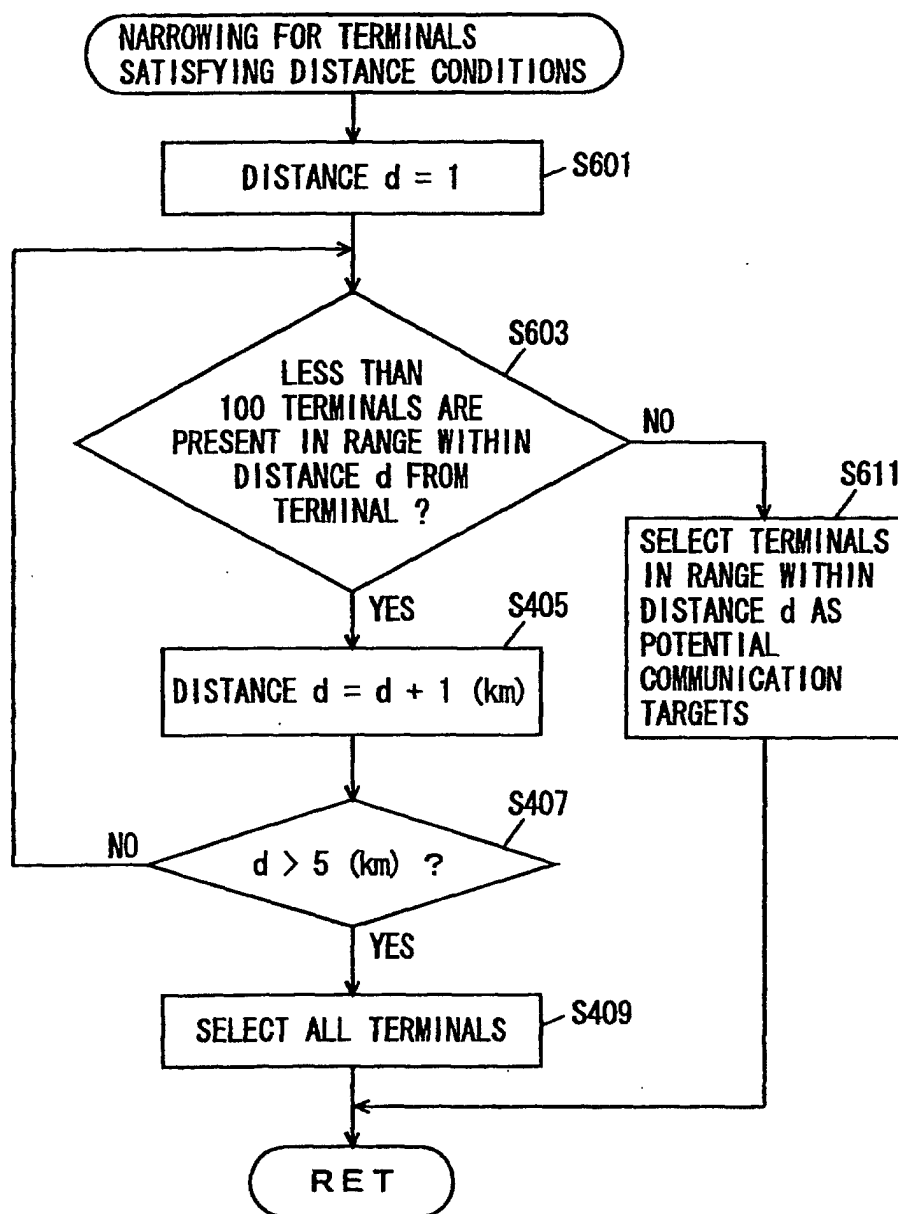 NARROWING FOR TERMINALS
SATISFYING DISTANCE CONDITIONS
DISTANCE d = 1
S601
S603
LESS THAN
100 TERMINALS ARE
PRESENT IN RANGE WITHIN
DISTANCE d FROM
TERMINAL ?
NO
S611
SELECT TERMINALS
IN RANGE WITHIN
DISTANCE d AS
POTENTIAL
COMMUNICATION
TARGETS
YES
S405
DISTANCE d = d + 1 (km)
S407
NO
d > 5 (km) ?
YES
SELECT ALL TERMINALS
S409
RET